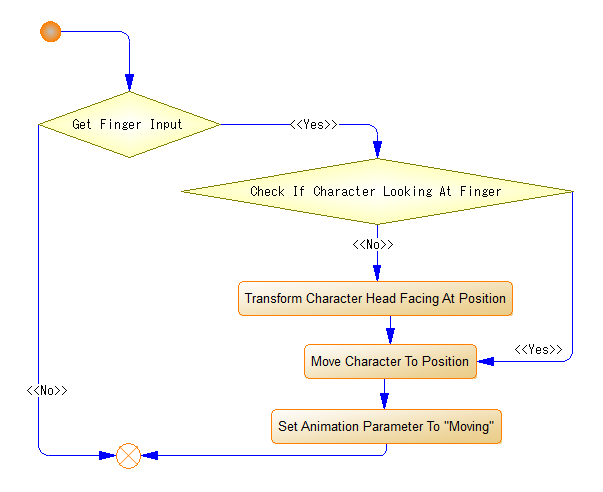 Get Finger Input
<<Yes>>
Check If Character Looking At Finger
<<No>>
Transform Character Head Facing At Position
Move Character To Position
<<Yes>>
<<No>>
Set Animation Parameter To "Moving"